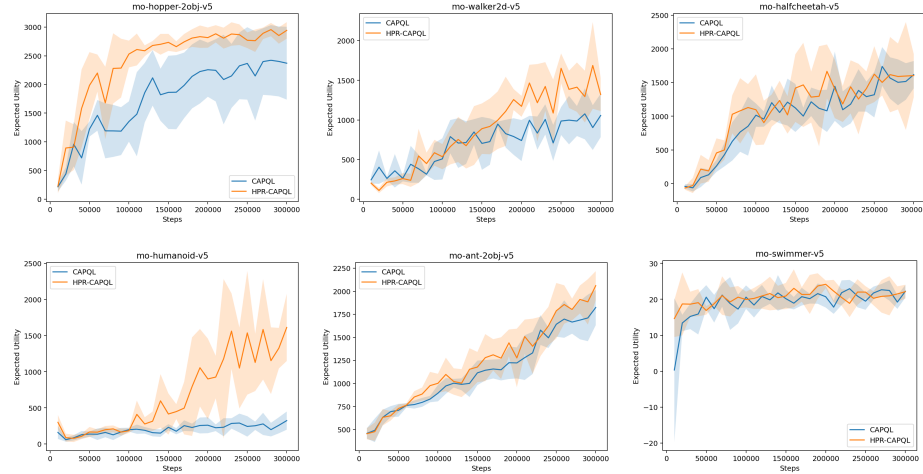 mo-hopper-2obj-v5
Expected Utility
3000
2500
2000
1500
1000
500
0
CAPQL
HPR-CAPQL
0 50000 100000 150000 200000 250000 300000
Steps
mo-walker2d-v5
Expected Utility
2000
1500
1000
500
0
CAPQL
HPR-CAPQL
0 50000 100000 150000 200000 250000 300000
Steps
mo-halfcheetah-v5
Expected Utility
2500
2000
1500
1000
500
0
CAPQL
HPR-CAPQL
0 50000 100000 150000 200000 250000 300000
Steps
mo-humanoid-v5
Expected Utility
2500
2000
1500
1000
500
0
CAPQL
HPR-CAPQL
0 50000 100000 150000 200000 250000 300000
Steps
mo-ant-2obj-v5
Expected Utility
2250
2000
1750
1500
1250
1000
750
500
CAPQL
HPR-CAPQL
0 50000 100000 150000 200000 250000 300000
Steps
mo-swimmer-v5
Expected Utility
30
20
10
0
−10
−20
CAPQL
HPR-CAPQL
0 50000 100000 150000 200000 250000 300000
Steps